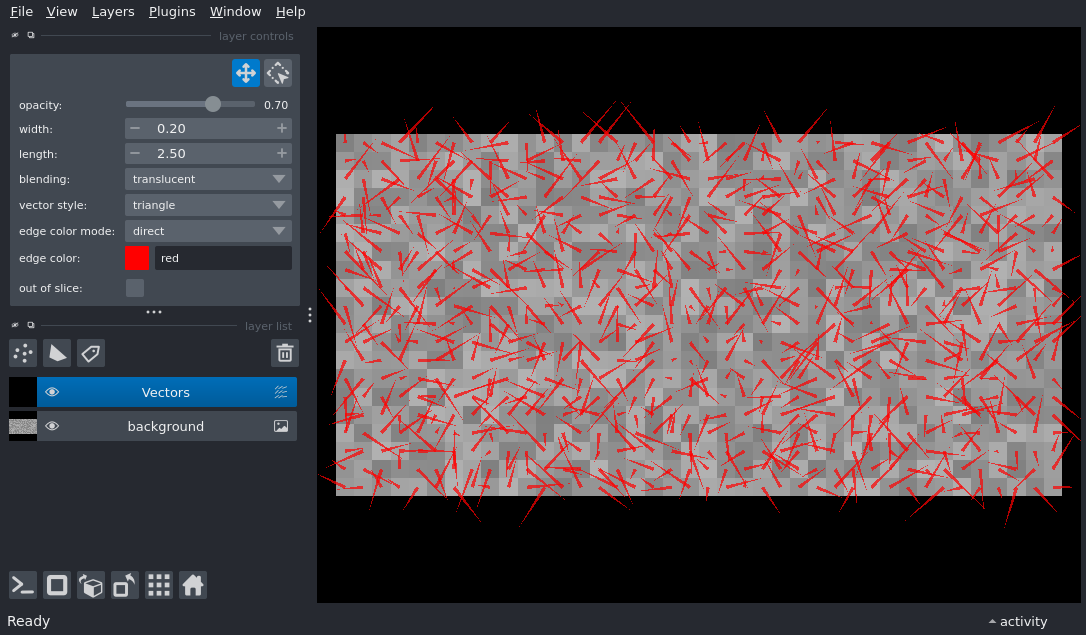 File View Layers Plugins Window Help
layer controls
opacity: 0.70
width: 0.20
length: 2.50
blending: translucent
vector style: triangle
edge color mode: direct
edge color: red
out of slice:
layer list
Vectors
background
Ready
activity